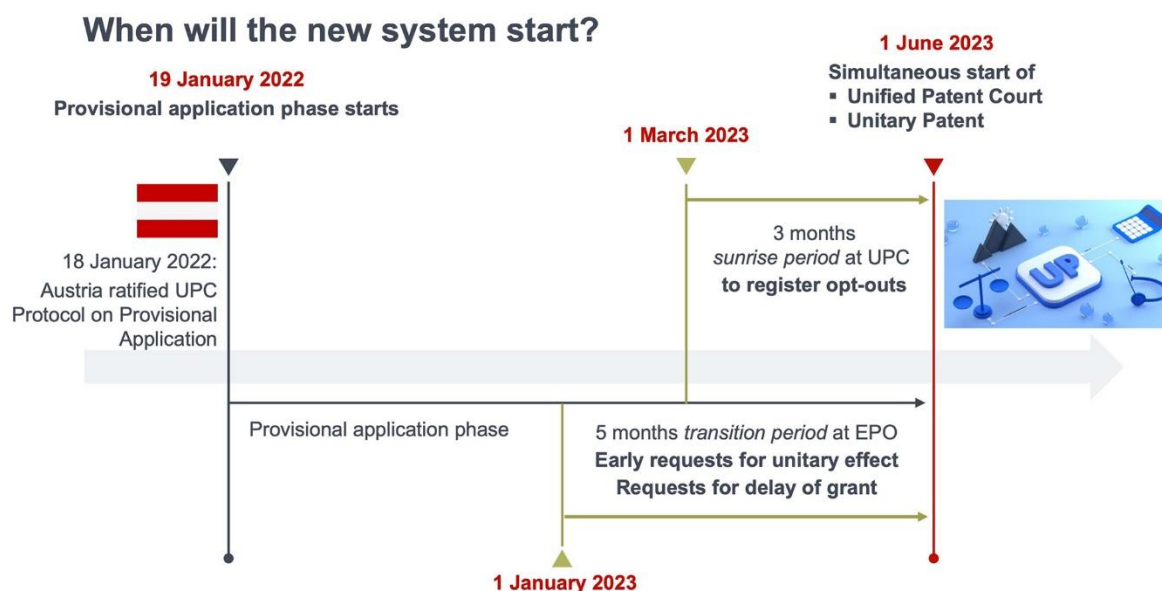 When will the new system start?
19 January 2022
Provisional application phase starts
1 June 2023
Simultaneous start of
▪ Unified Patent Court
▪ Unitary Patent
1 March 2023
3 months
sunrise period at UPC
to register opt-outs
18 January 2022:
Austria ratified UPC
Protocol on Provisional
Application
UP
Provisional application phase
5 months transition period at EPO
Early requests for unitary effect
Requests for delay of grant
1 January 2023